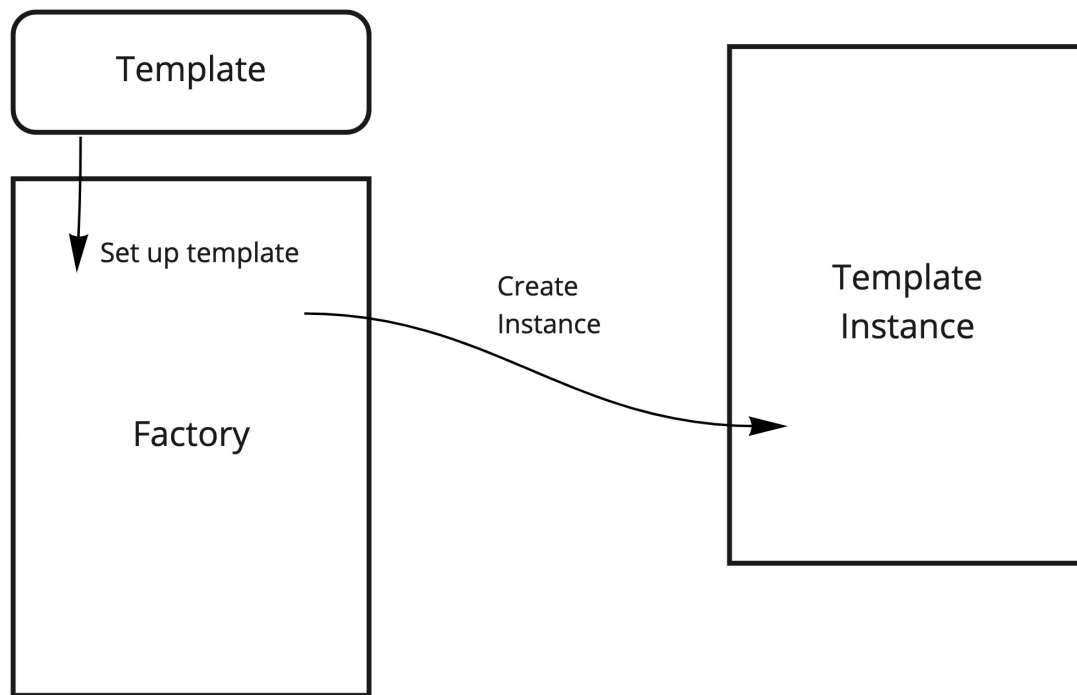 Template
Set up template
Create
Instance
Template
Instance
Factory